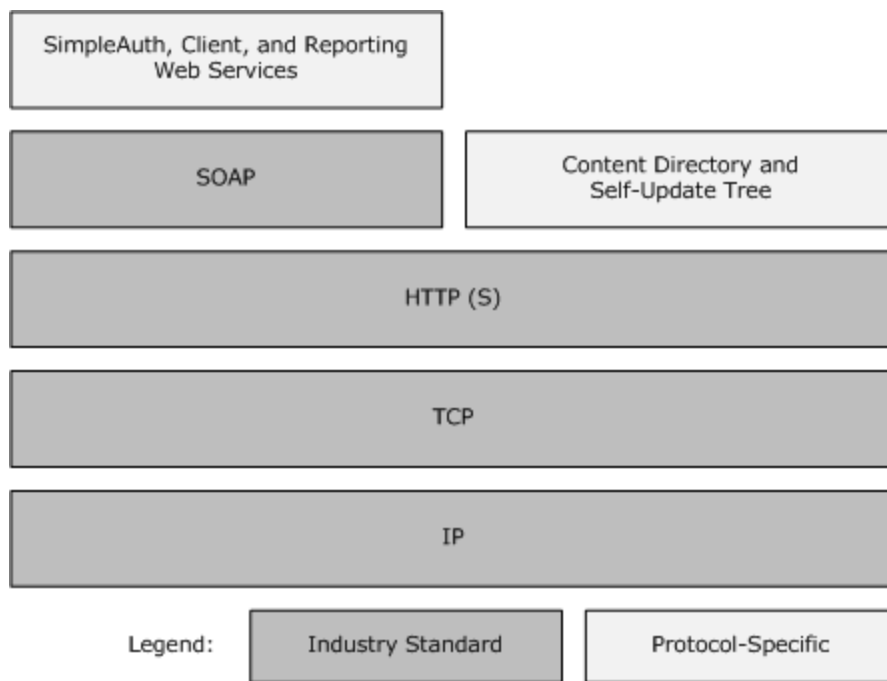 SimpleAuth, Client, and Reporting
Web Services
SOAP
Content Directory and
Self-Update Tree
HTTP (S)
TCP
IP
Legend:
Industry Standard
Protocol-Specific